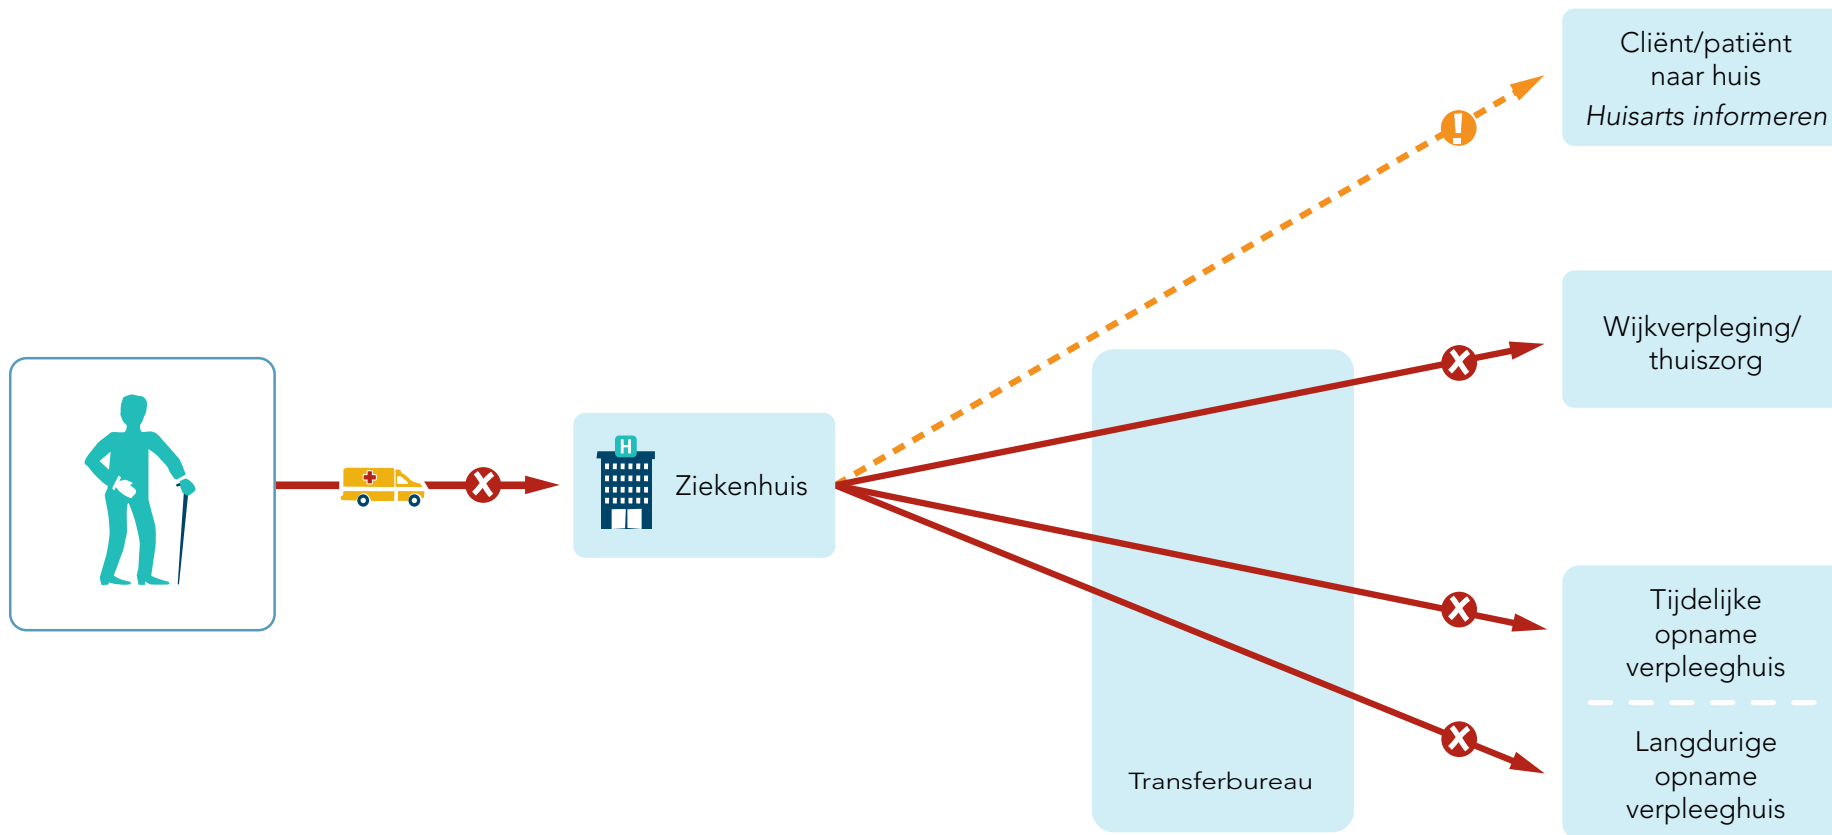 Cliënt/patiënt
naar huis
Huisarts informeren
Wijkverpleging/
thuiszorg
H
Ziekenhuis
Tijdelijke
opname
verpleeghuis
Langdurige
opname
verpleeghuis
Transferbureau